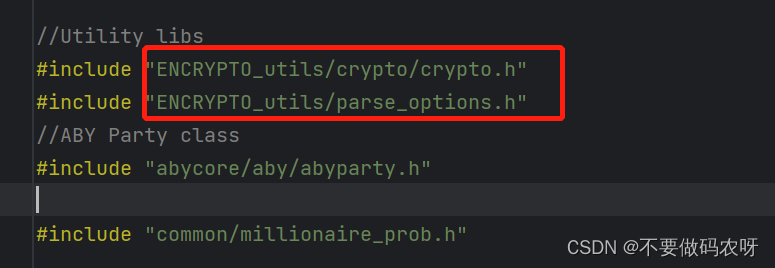 //Utility libs
#include "ENCRYPTO_utils/crypto/crypto.h"
#include "ENCRYPTO_utils/parse_options.h"
//ABY Party class
#include "abycore/aby/abyparty.h"
#include "common/millionaire_prob.h"
CSDN @不要做码农呀